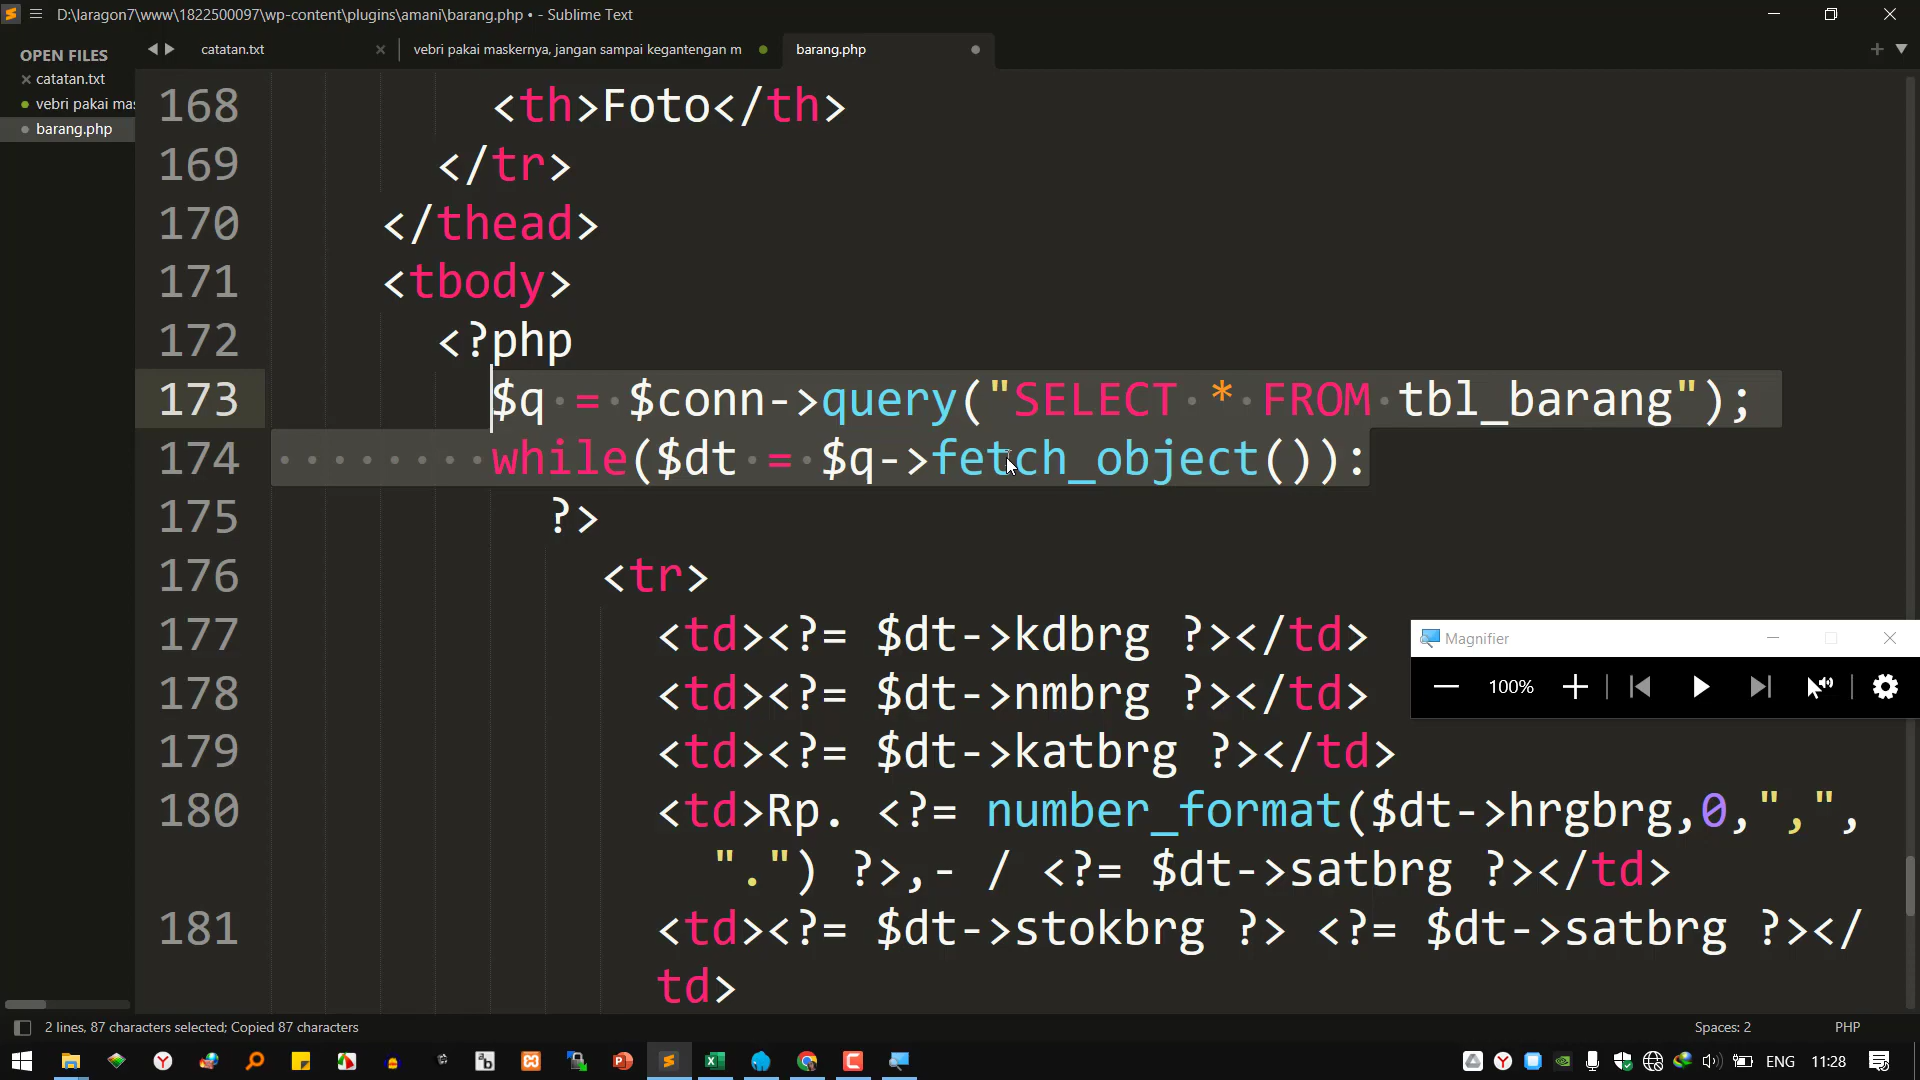 D:\laragon7\www\1822500097\wp-content\plugins\amani\barang.php • - Sublime Text
OPEN FILES
catatan.txt
vebri pakai mas
barang.php
catatan.txt
vebri pakai maskernya, jangan sampai kegantengan m
barang.php
168 <th>Foto</th>
169 </tr>
170 </thead>
171 <tbody>
172 <?php
173 $q = $conn->query("SELECT * FROM tbl_barang");
174 while($dt = $q->fetch_object()):
175 ?>
176 <tr>
177 <td><?= $dt->kdbrg ?></td>
178 <td><?= $dt->nmbrg ?></td>
179 <td><?= $dt->katbrg ?></td>
180 <td>Rp. <?= number_format($dt->hrgbrg,0,",",
".") ?>,- / <?= $dt->satbrg ?></td>
181 <td><?= $dt->stokbrg ?> <?= $dt->satbrg ?></
td>
Magnifier
100%
2 lines, 87 characters selected; Copied 87 characters
Spaces: 2
PHP
ENG
11:28